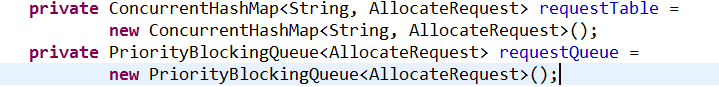 private ConcurrentHashMap<String, AllocateRequest> requestTable =
new ConcurrentHashMap<String, AllocateRequest>();
private PriorityBlockingQueue<AllocateRequest> requestQueue =
new PriorityBlockingQueue<AllocateRequest>();